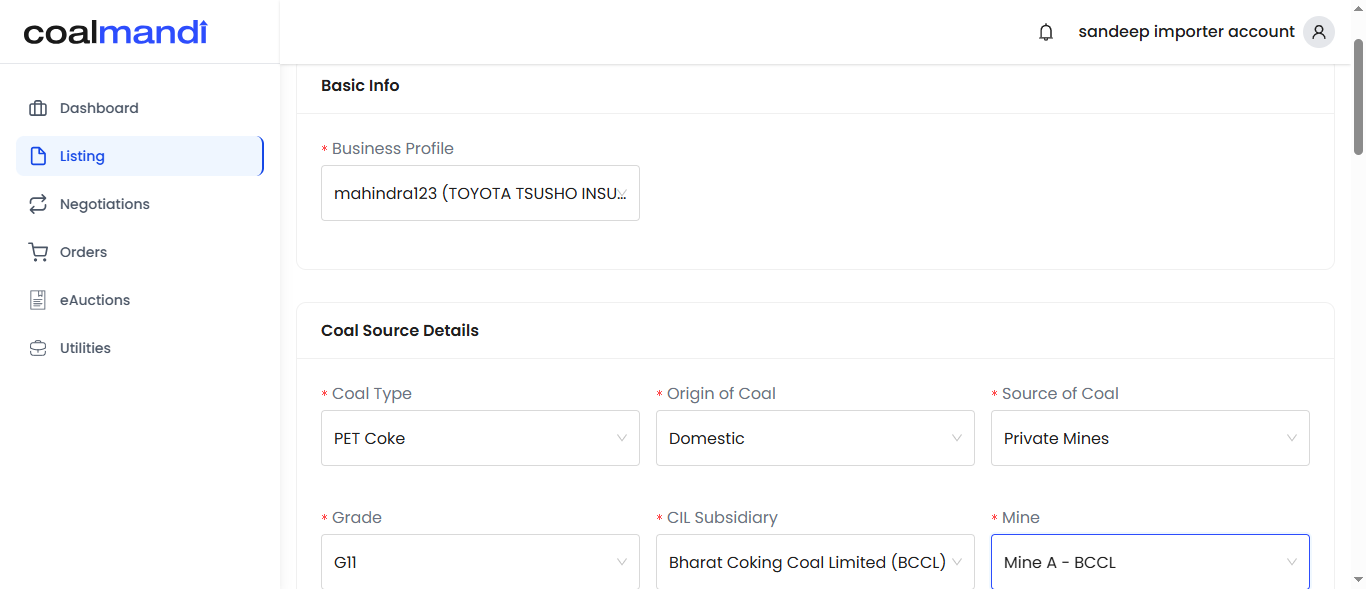 coalmandi
sandeep importer account
Dashboard
Listing
Negotiations
Orders
eAuctions
Utilities
Basic Info
* Business Profile
mahindra123 (TOYOTA TSUSHO INSU...
Coal Source Details
* Coal Type
* Origin of Coal
* Source of Coal
PET Coke
Domestic
Private Mines
* Grade
* CIL Subsidiary
* Mine
G11
Bharat Coking Coal Limited (BCCL)
Mine A - BCCL